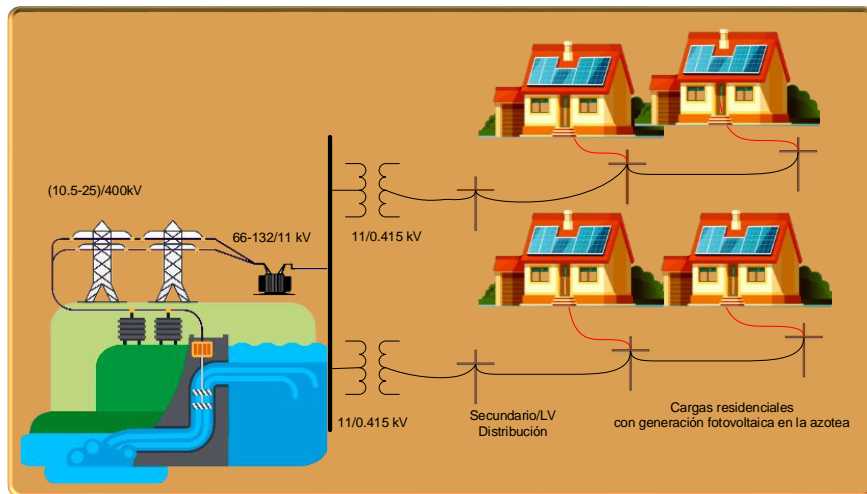 (10.5-25)/400kV
66-132/11 kV
11/0.415 kV
11/0.415 kV
Secundario/LV
Distribución
Cargas residenciales
con generación fotovoltaica en la azotea